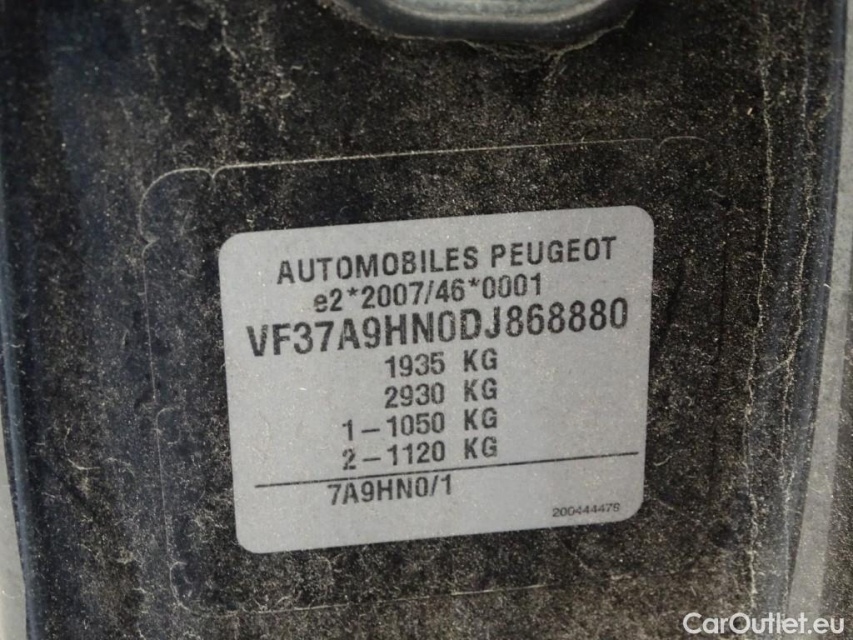 AUTOMOBILES PEUGEOT
e2*2007/46*0001
VF37A9HN0DJ868880
1935 KG
2930 KG
1-1050 KG
2-1120 KG
7A9HN0/1
200444476
CarOutlet.eu